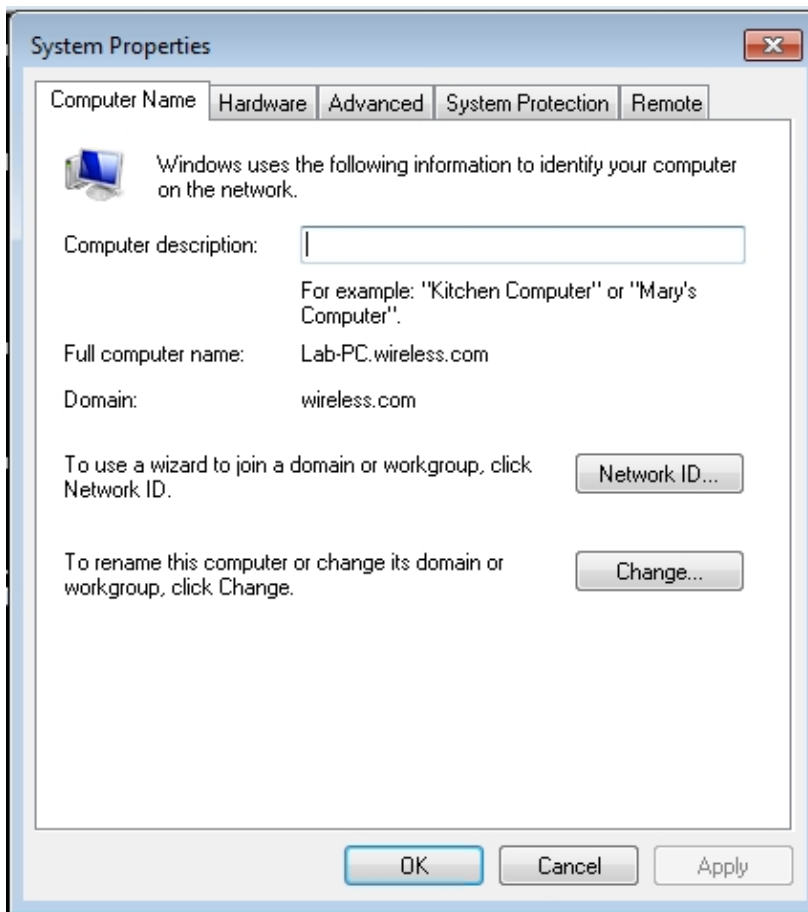 System Properties
Computer Name Hardware Advanced System Protection Remote
Windows uses the following information to identify your computer
on the network.
Computer description:
For example: "Kitchen Computer" or "Mary's
Computer".
Full computer name: Lab-PC.wireless.com
Domain: wireless.com
To use a wizard to join a domain or workgroup, click
Network ID.
Network ID...
To rename this computer or change its domain or
workgroup, click Change.
Change...
OK Cancel Apply